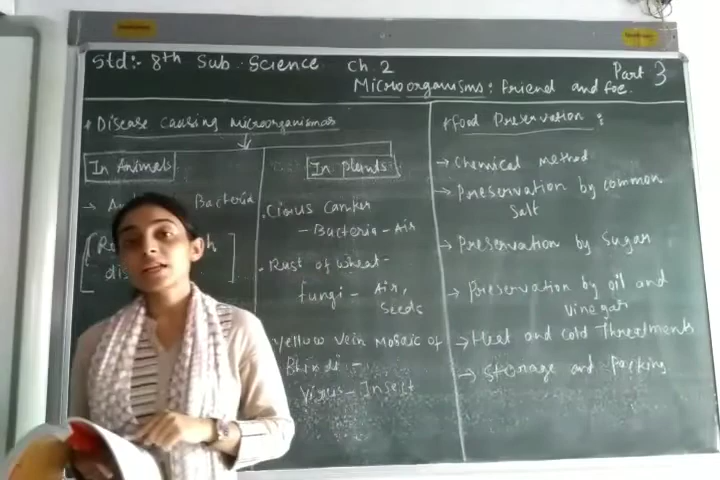 Std:- 8th Sub. Science Ch. 2 Part 3
Microorganisms: Friend and foe.
* Disease Causing microorganismas
In Animals
In plants
→ Bacteria
Citrus Canker
- Bacteria - Air
• Rust of wheat -
fungi - Air,
Seeds
Yellow Vein Mosaic of
Bhindi -
Virus - Insect
* Food Preservation :
→ Chemical method
→ Preservation by common
Salt
→ Preservation by Sugar
→ Preservation by oil and
Vinegar
→ Heat and cold Threetments
→ Storage and Packing